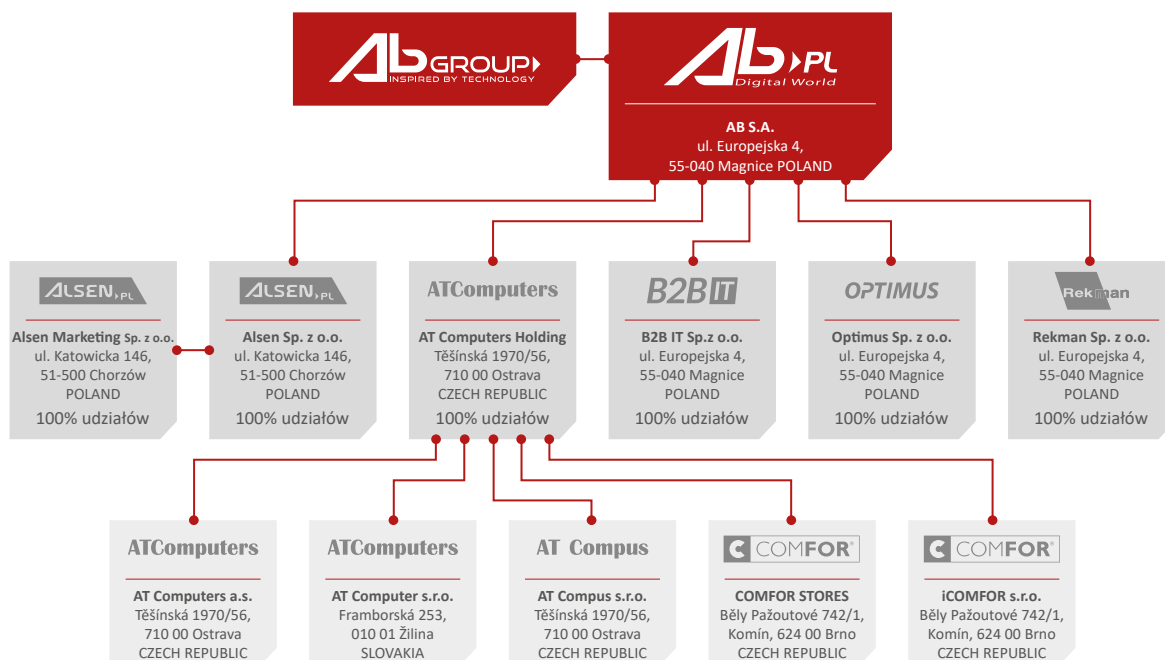 Ab GROUP
INSPIRED BY TECHNOLOGY
Ab PL
Digital World
AB S.A.
ul. Europejska 4,
55-040 Magnice POLAND
ALSEN.PL
Alsen Marketing Sp. z o.o.
ul. Katowicka 146,
51-500 Chorzów
POLAND
100% udziałów
ALSEN.PL
Alsen Sp. z o.o.
ul. Katowicka 146,
51-500 Chorzów
POLAND
100% udziałów
ATComputers
AT Computers Holding
Těšínská 1970/56,
710 00 Ostrava
CZECH REPUBLIC
100% udziałów
B2B IT
B2B IT Sp.z o.o.
ul. Europejska 4,
55-040 Magnice
POLAND
100% udziałów
OPTIMUS
Optimus Sp. z o.o.
ul. Europejska 4,
55-040 Magnice
POLAND
100% udziałów
Rekman
Rekman Sp. z o.o.
ul. Europejska 4,
55-040 Magnice
POLAND
100% udziałów
ATComputers
AT Computers a.s.
Těšínská 1970/56,
710 00 Ostrava
CZECH REPUBLIC
ATComputers
AT Computer s.r.o.
Framborská 253,
010 01 Žilina
SLOVAKIA
AT Compus
AT Compus s.r.o.
Těšínská 1970/56,
710 00 Ostrava
CZECH REPUBLIC
C COMFOR®
COMFOR STORES
Běly Pažoutové 742/1,
Komín, 624 00 Brno
CZECH REPUBLIC
C COMFOR®
iCOMFOR s.r.o.
Běly Pažoutové 742/1,
Komín, 624 00 Brno
CZECH REPUBLIC